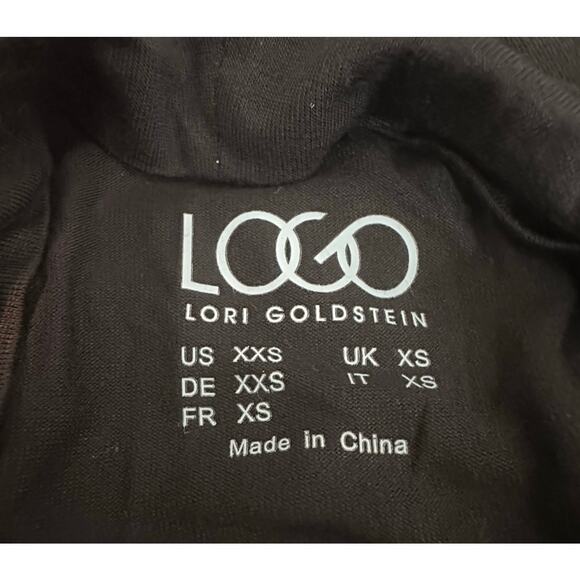 LOGO
LORI GOLDSTEIN
US XXS UK XS
DE XXS IT XS
FR XS
Made in China